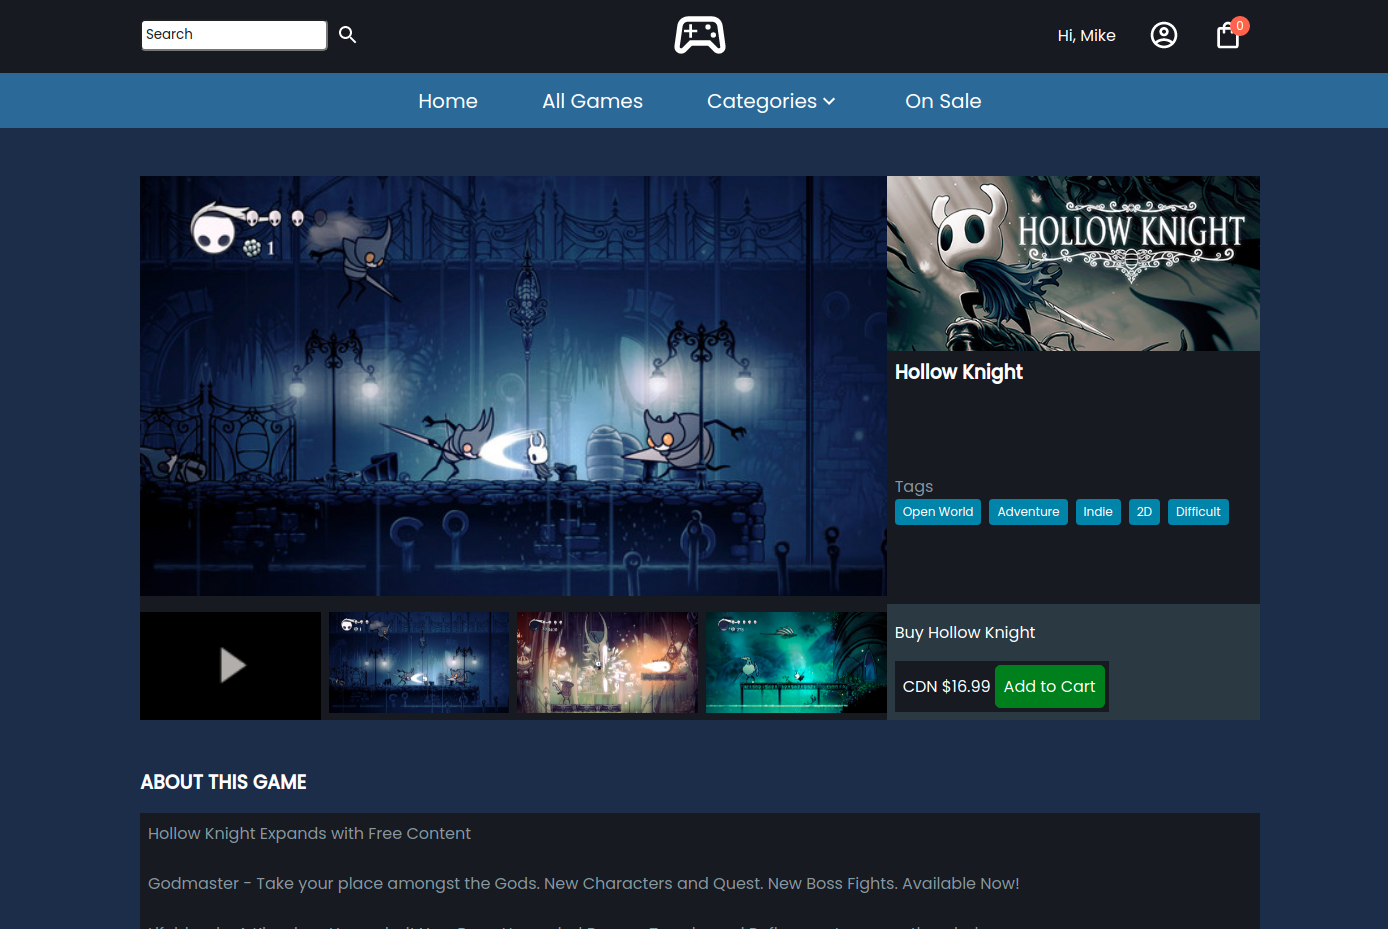 Search
Hi, Mike
0
Home
All Games
Categories
On Sale
1
HOLLOW KNIGHT
Hollow Knight
Tags
Open World
Adventure
Indie
2D
Difficult
Buy Hollow Knight
CDN $16.99
Add to Cart
ABOUT THIS GAME
Hollow Knight Expands with Free Content
Godmaster - Take your place amongst the Gods. New Characters and Quest. New Boss Fights. Available Now!